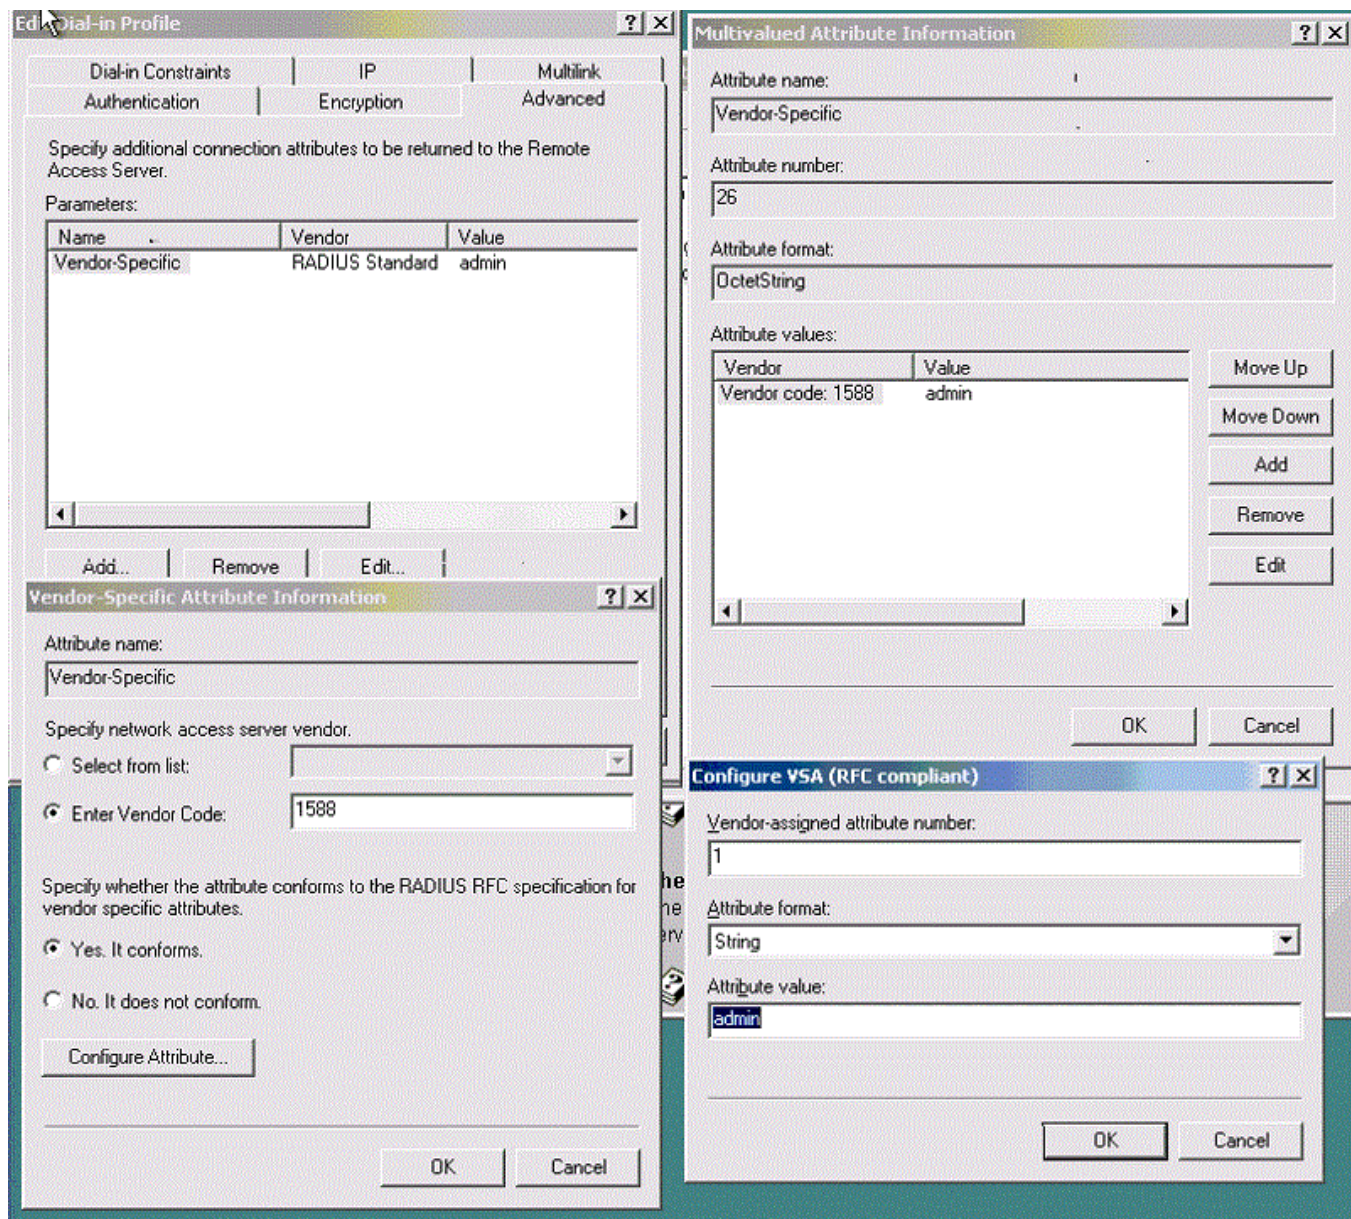 Edit Dial-in Profile
Dial-in Constraints IP Multilink
Authentication Encryption Advanced
Specify additional connection attributes to be returned to the Remote
Access Server.
Parameters:
Name Vendor Value
Vendor-Specific RADIUS Standard admin
Add... Remove Edit...
Vendor-Specific Attribute Information
Attribute name:
Vendor-Specific
Specify network access server vendor.
Select from list:
Enter Vendor Code: 1588
Specify whether the attribute conforms to the RADIUS RFC specification for
vendor specific attributes.
Yes. It conforms.
No. It does not conform.
Configure Attribute...
OK Cancel
Multivalued Attribute Information
Attribute name:
Vendor-Specific
Attribute number:
26
Attribute format:
OctetString
Attribute values:
Vendor Value
Vendor code: 1588 admin
Move Up
Move Down
Add
Remove
Edit
OK Cancel
Configure VSA (RFC compliant)
Vendor-assigned attribute number:
1
Attribute format:
String
Attribute value:
admin
OK Cancel